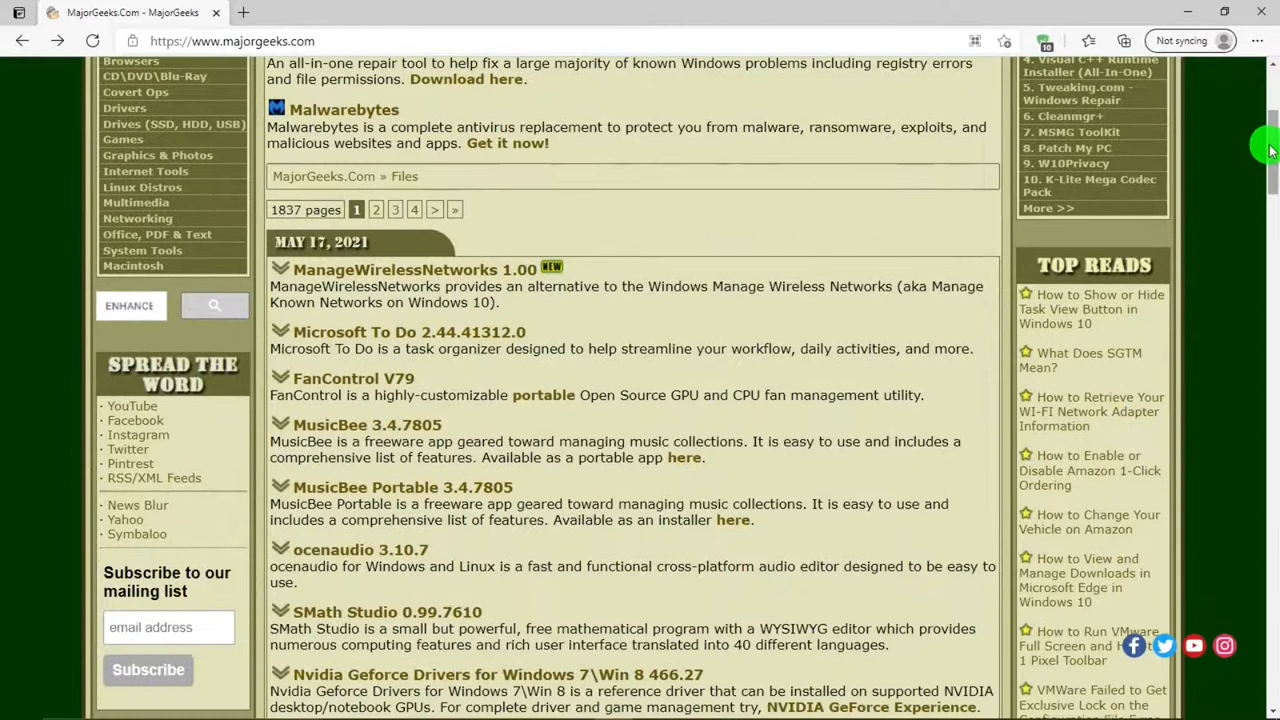 MajorGeeks.Com - MajorGeeks
https://www.majorgeeks.com
10
Not syncing
Browsers
CD\DVD\Blu-Ray
Covert Ops
Drivers
Drives (SSD, HDD, USB)
Games
Graphics & Photos
Internet Tools
Linux Distros
Multimedia
Networking
Office, PDF & Text
System Tools
Macintosh
ENHANCE
SPREAD THE
WORD
· YouTube
· Facebook
· Instagram
· Twitter
· Pintrest
· RSS/XML Feeds
· News Blur
· Yahoo
· Symbaloo
Subscribe to our
mailing list
email address
Subscribe
An all-in-one repair tool to help fix a large majority of known Windows problems including registry errors
and file permissions. Download here.
Malwarebytes
Malwarebytes is a complete antivirus replacement to protect you from malware, ransomware, exploits, and
malicious websites and apps. Get it now!
MajorGeeks.Com » Files
1837 pages 1 2 3 4 > »
MAY 17, 2021
ManageWirelessNetworks 1.00 NEW
ManageWirelessNetworks provides an alternative to the Windows Manage Wireless Networks (aka Manage
Known Networks on Windows 10).
Microsoft To Do 2.44.41312.0
Microsoft To Do is a task organizer designed to help streamline your workflow, daily activities, and more.
FanControl V79
FanControl is a highly-customizable portable Open Source GPU and CPU fan management utility.
MusicBee 3.4.7805
MusicBee is a freeware app geared toward managing music collections. It is easy to use and includes a
comprehensive list of features. Available as a portable app here.
MusicBee Portable 3.4.7805
MusicBee Portable is a freeware app geared toward managing music collections. It is easy to use and
includes a comprehensive list of features. Available as an installer here.
ocenaudio 3.10.7
ocenaudio for Windows and Linux is a fast and functional cross-platform audio editor designed to be easy to
use.
SMath Studio 0.99.7610
SMath Studio is a small but powerful, free mathematical program with a WYSIWYG editor which provides
numerous computing features and rich user interface translated into 40 different languages.
Nvidia Geforce Drivers for Windows 7\Win 8 466.27
Nvidia Geforce Drivers for Windows 7\Win 8 is a reference driver that can be installed on supported NVIDIA
desktop/notebook GPUs. For complete driver and game management try, NVIDIA GeForce Experience.
4. Visual C++ Runtime
Installer (All-In-One)
5. Tweaking.com -
Windows Repair
6. Cleanmgr+
7. MSMG ToolKit
8. Patch My PC
9. W10Privacy
10. K-Lite Mega Codec
Pack
More >>
TOP READS
How to Show or Hide
Task View Button in
Windows 10
What Does SGTM
Mean?
How to Retrieve Your
WI-FI Network Adapter
Information
How to Enable or
Disable Amazon 1-Click
Ordering
How to Change Your
Vehicle on Amazon
How to View and
Manage Downloads in
Microsoft Edge in
Windows 10
How to Run VMware
Full Screen and
1 Pixel Toolbar
VMWare Failed to Get
Exclusive Lock on the